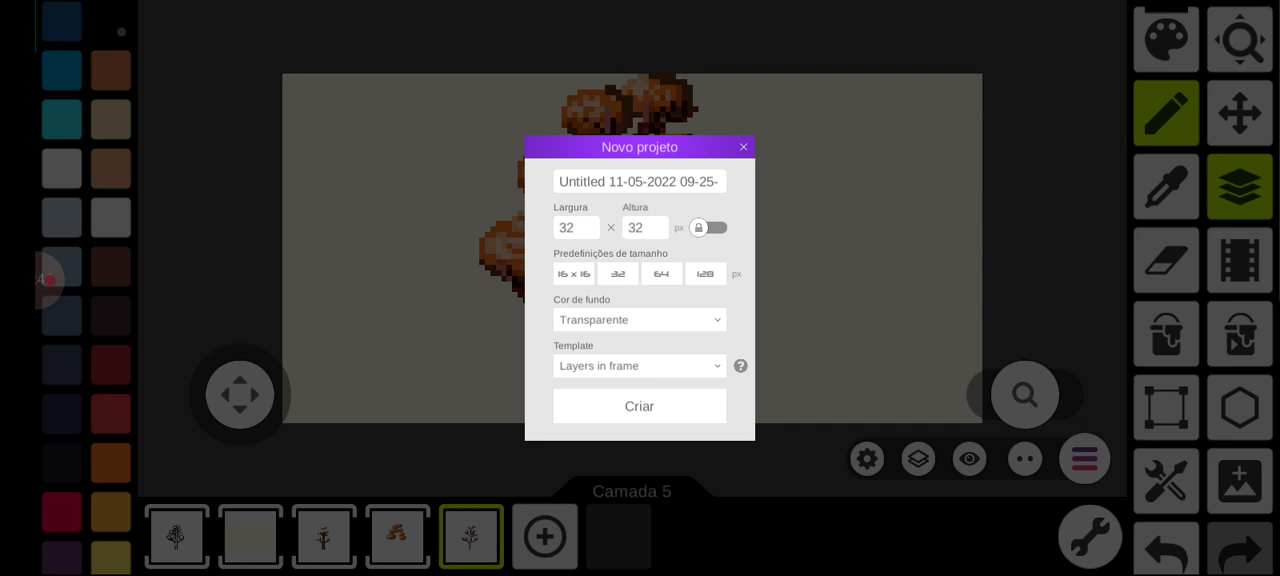 Novo projeto
Untitled 11-05-2022 09-25-
Largura Altura
32 × 32 px
Predefinições de tamanho
16 x 16 32 64 128 px
Cor de fundo
Transparente
Template
Layers in frame ?
Criar
Camada 5